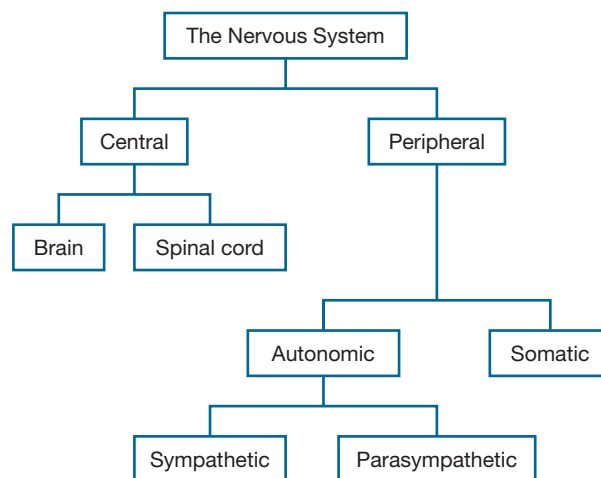 The Nervous System
Central
Peripheral
Brain
Spinal cord
Autonomic
Somatic
Sympathetic
Parasympathetic